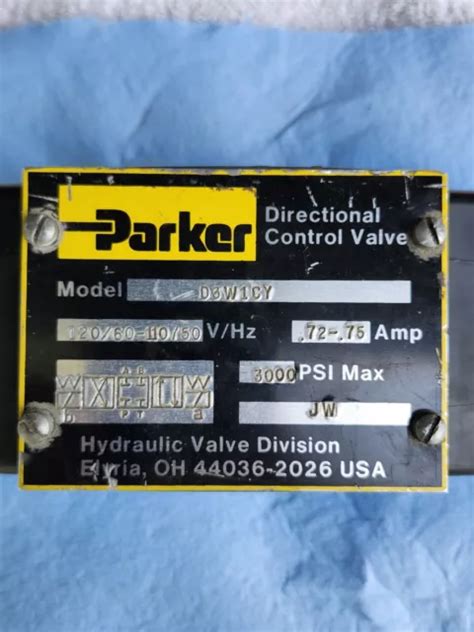 Parker
Directional
Control Valve
Model D3W1CY
120/60-110/50 V/Hz .72-.75 Amp
A B
3000 PSI Max
b P T a
JW
Hydraulic Valve Division
Elyria, OH 44036-2026 USA